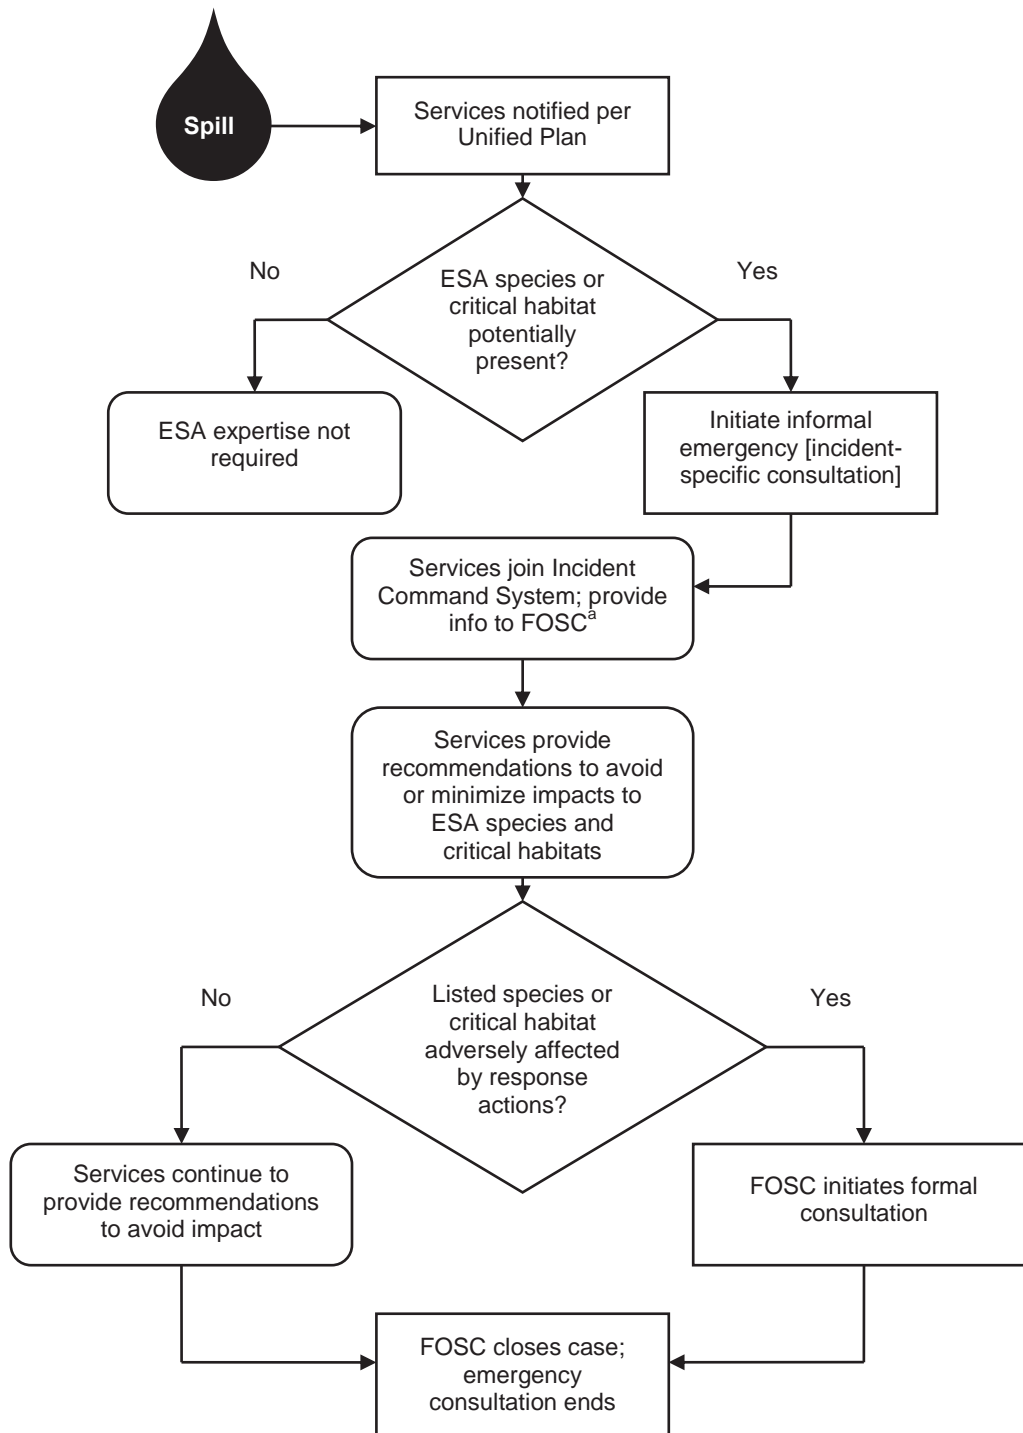 Spill
Services notified per
Unified Plan
No
Yes
ESA species or
critical habitat
potentially
present?
ESA expertise not
required
Initiate informal
emergency [incident-
specific consultation]
Services join Incident
Command System; provide
info to FOSCᵃ
Services provide
recommendations to avoid
or minimize impacts to
ESA species and
critical habitats
No
Yes
Listed species or
critical habitat
adversely affected
by response
actions?
Services continue to
provide recommendations
to avoid impact
FOSC initiates formal
consultation
FOSC closes case;
emergency
consultation ends